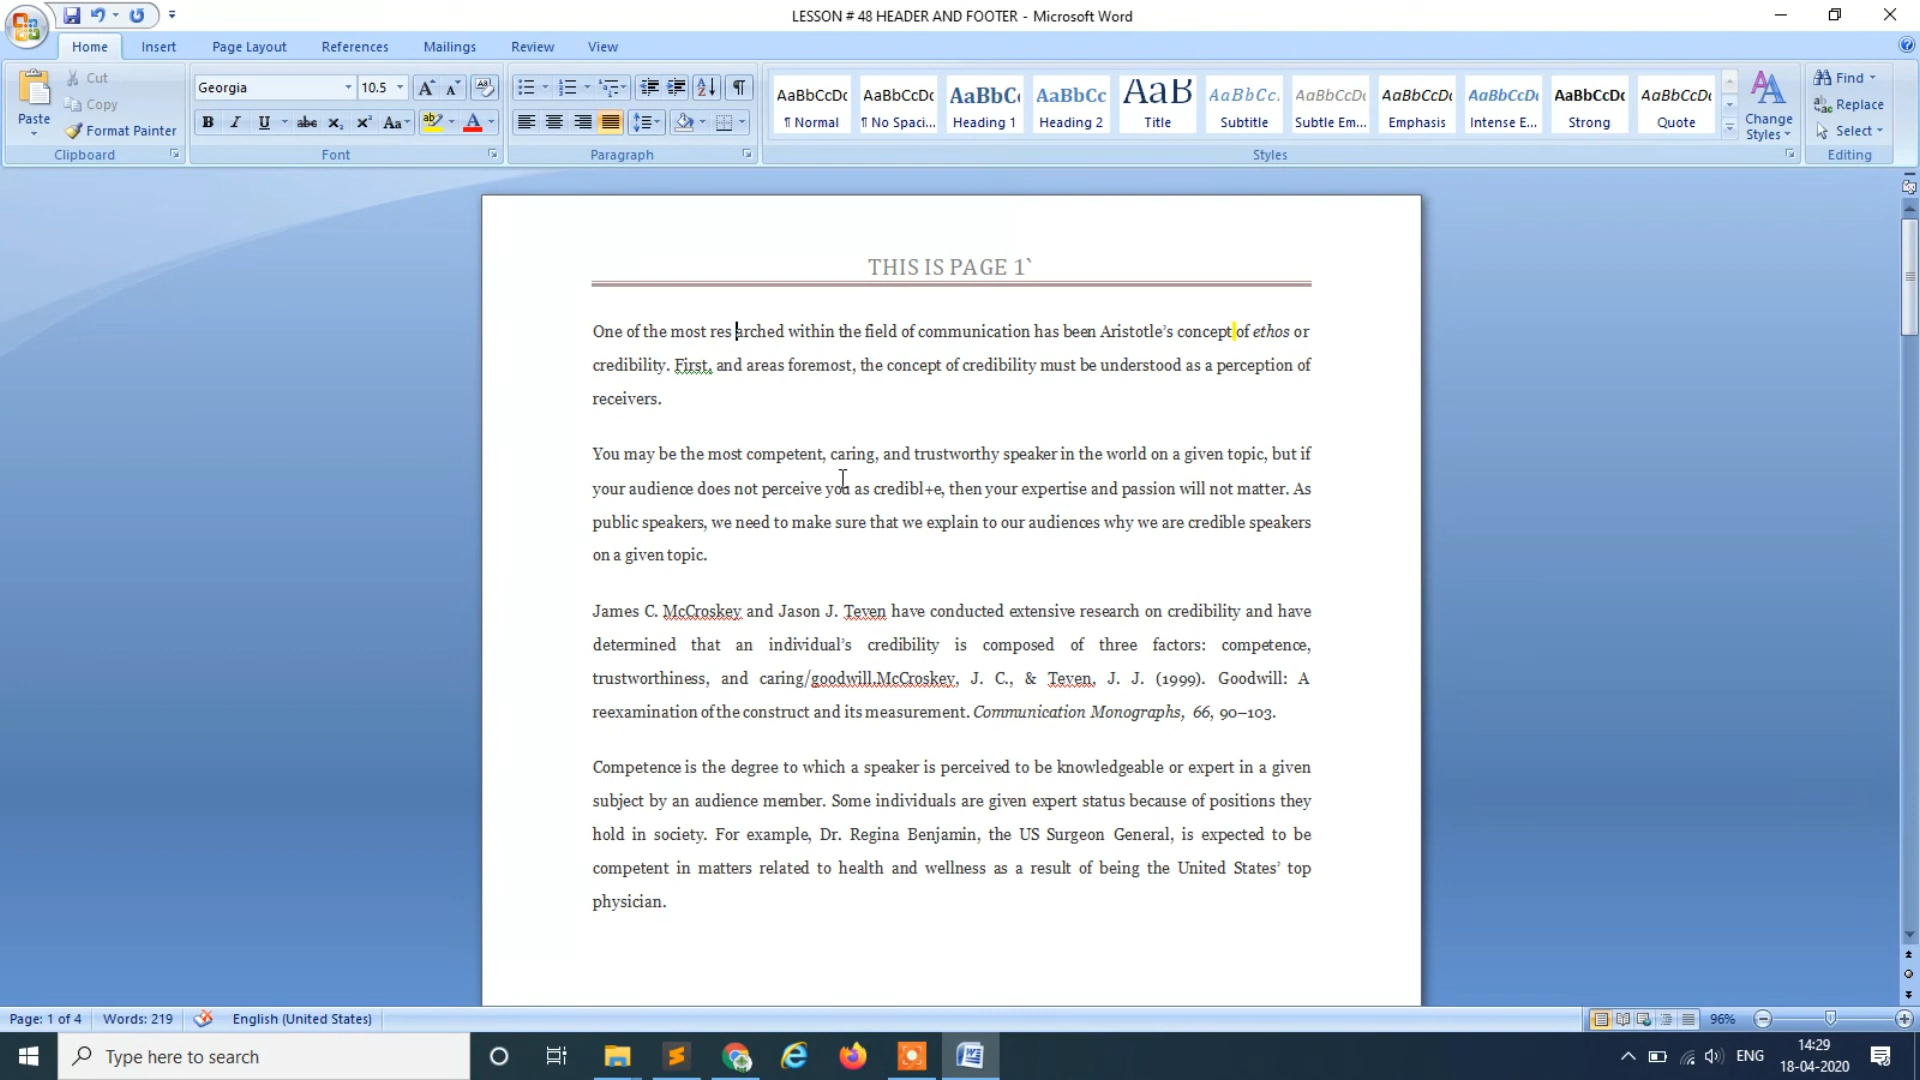 LESSON # 48 HEADER AND FOOTER - Microsoft Word
Home Insert Page Layout References Mailings Review View
Paste
Cut
Copy
Format Painter
Clipboard
Georgia 10.5
Font
Paragraph
AaBbCcDc AaBbCcDc AaBbC AaBbCc AaB AaBbCc. AaBbCcDc AaBbCcDc AaBbCcDc AaBbCcDc AaBbCcDc
¶ Normal ¶ No Spaci... Heading 1 Heading 2 Title Subtitle Subtle Em... Emphasis Intense E... Strong Quote
Change
Styles
Styles
Find
Replace
Select
Editing
THIS IS PAGE 1`
One of the most res arched within the field of communication has been Aristotle’s concept of ethos or
credibility. First, and areas foremost, the concept of credibility must be understood as a perception of
receivers.
You may be the most competent, caring, and trustworthy speaker in the world on a given topic, but if
your audience does not perceive you as credibl+e, then your expertise and passion will not matter. As
public speakers, we need to make sure that we explain to our audiences why we are credible speakers
on a given topic.
James C. McCroskey and Jason J. Teven have conducted extensive research on credibility and have
determined that an individual’s credibility is composed of three factors: competence,
trustworthiness, and caring/goodwill.McCroskey, J. C., & Teven, J. J. (1999). Goodwill: A
reexamination of the construct and its measurement. Communication Monographs, 66, 90–103.
Competence is the degree to which a speaker is perceived to be knowledgeable or expert in a given
subject by an audience member. Some individuals are given expert status because of positions they
hold in society. For example, Dr. Regina Benjamin, the US Surgeon General, is expected to be
competent in matters related to health and wellness as a result of being the United States’ top
physician.
Page: 1 of 4 Words: 219 English (United States) 96%
Type here to search
ENG
14:29
18-04-2020